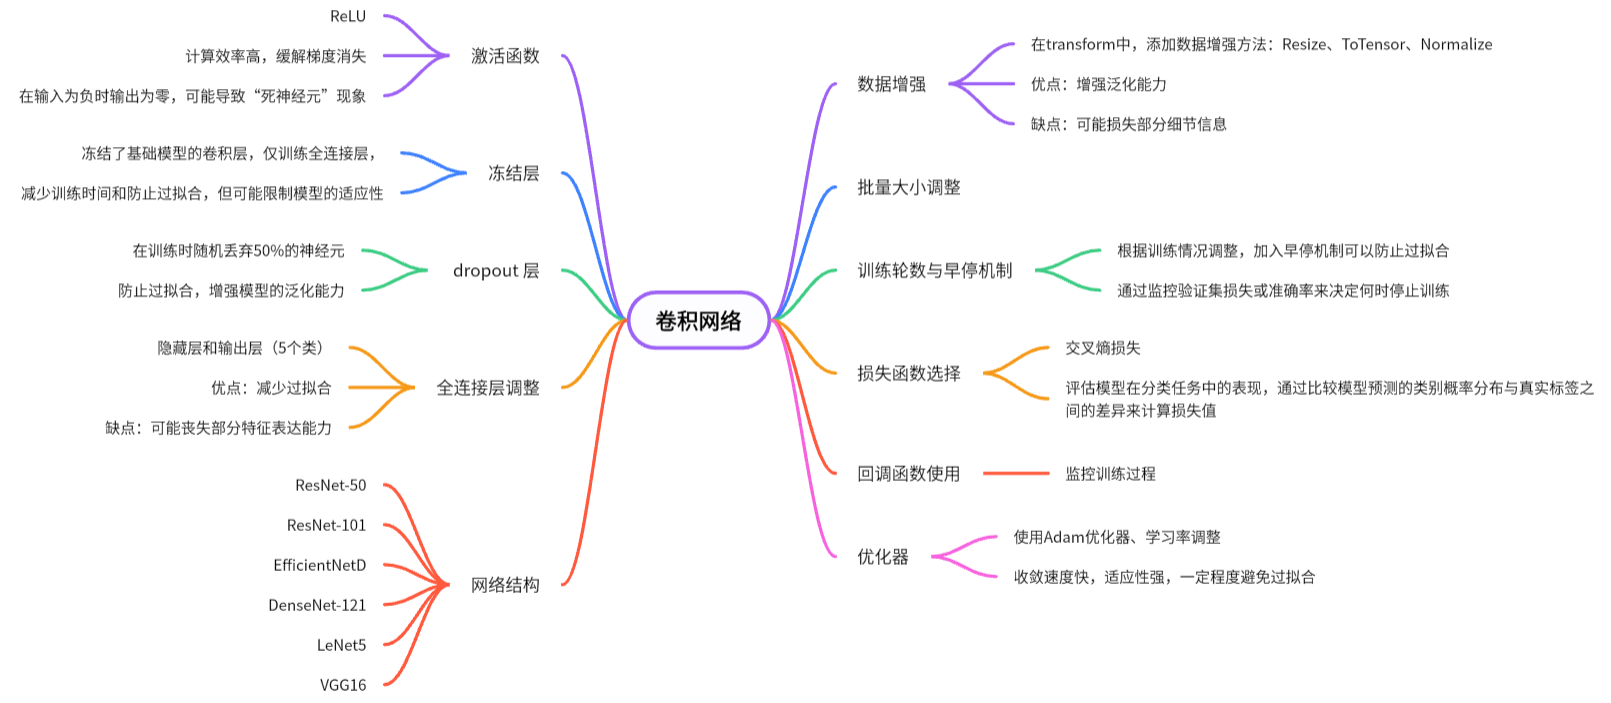 卷积网络
激活函数
ReLU
计算效率高，缓解梯度消失
在输入为负时输出为零，可能导致“死神经元”现象
冻结层
冻结了基础模型的卷积层，仅训练全连接层，
减少训练时间和防止过拟合，但可能限制模型的适应性
dropout 层
在训练时随机丢弃50%的神经元
防止过拟合，增强模型的泛化能力
全连接层调整
隐藏层和输出层（5个类）
优点：减少过拟合
缺点：可能丧失部分特征表达能力
网络结构
ResNet-50
ResNet-101
EfficientNetD
DenseNet-121
LeNet5
VGG16
数据增强
在transform中，添加数据增强方法：Resize、ToTensor、Normalize
优点：增强泛化能力
缺点：可能损失部分细节信息
批量大小调整
训练轮数与早停机制
根据训练情况调整，加入早停机制可以防止过拟合
通过监控验证集损失或准确率来决定何时停止训练
损失函数选择
交叉熵损失
评估模型在分类任务中的表现，通过比较模型预测的类别概率分布与真实标签之
间的差异来计算损失值
回调函数使用
监控训练过程
优化器
使用Adam优化器、学习率调整
收敛速度快，适应性强，一定程度避免过拟合